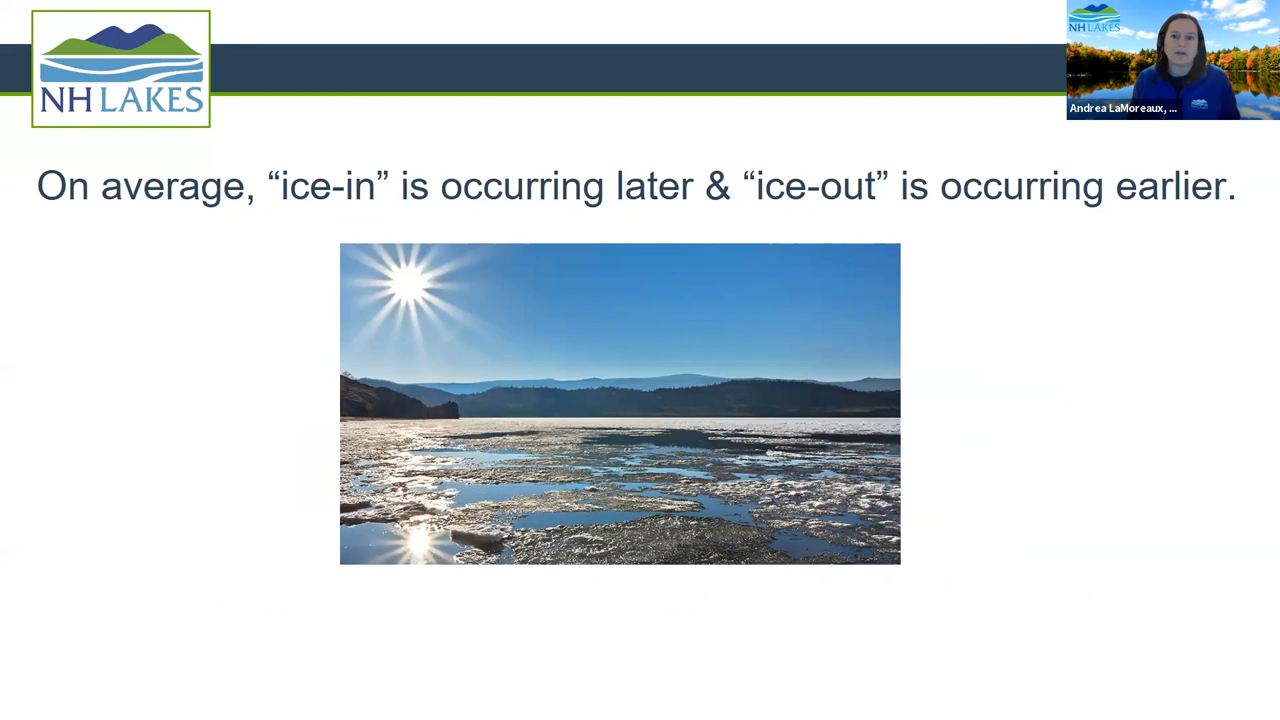 NH LAKES
NH LAKES
Andrea LaMoreaux, ...
On average, “ice-in” is occurring later & “ice-out” is occurring earlier.